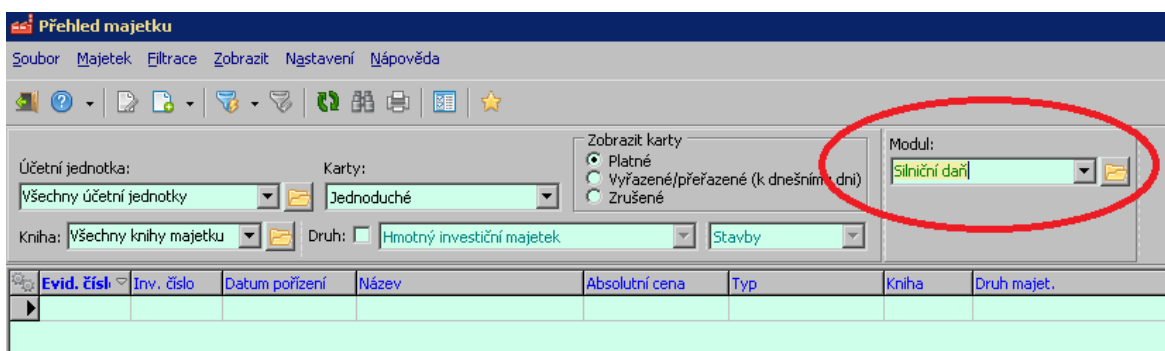 Přehled majetku
Soubor Majetek Filtrace Zobrazit Nastavení Nápověda
Účetní jednotka:
Všechny účetní jednotky
Karty:
Jednoduché
Zobrazit karty
Platné
Vyřazené/přeřazené (k dnešnímu dni)
Zrušené
Modul:
Silniční daň
Kniha: Všechny knihy majetku Druh: Hmotný investiční majetek Stavby
Evid. čísl Inv. číslo Datum pořízení Název Absolutní cena Typ Kniha Druh majet.